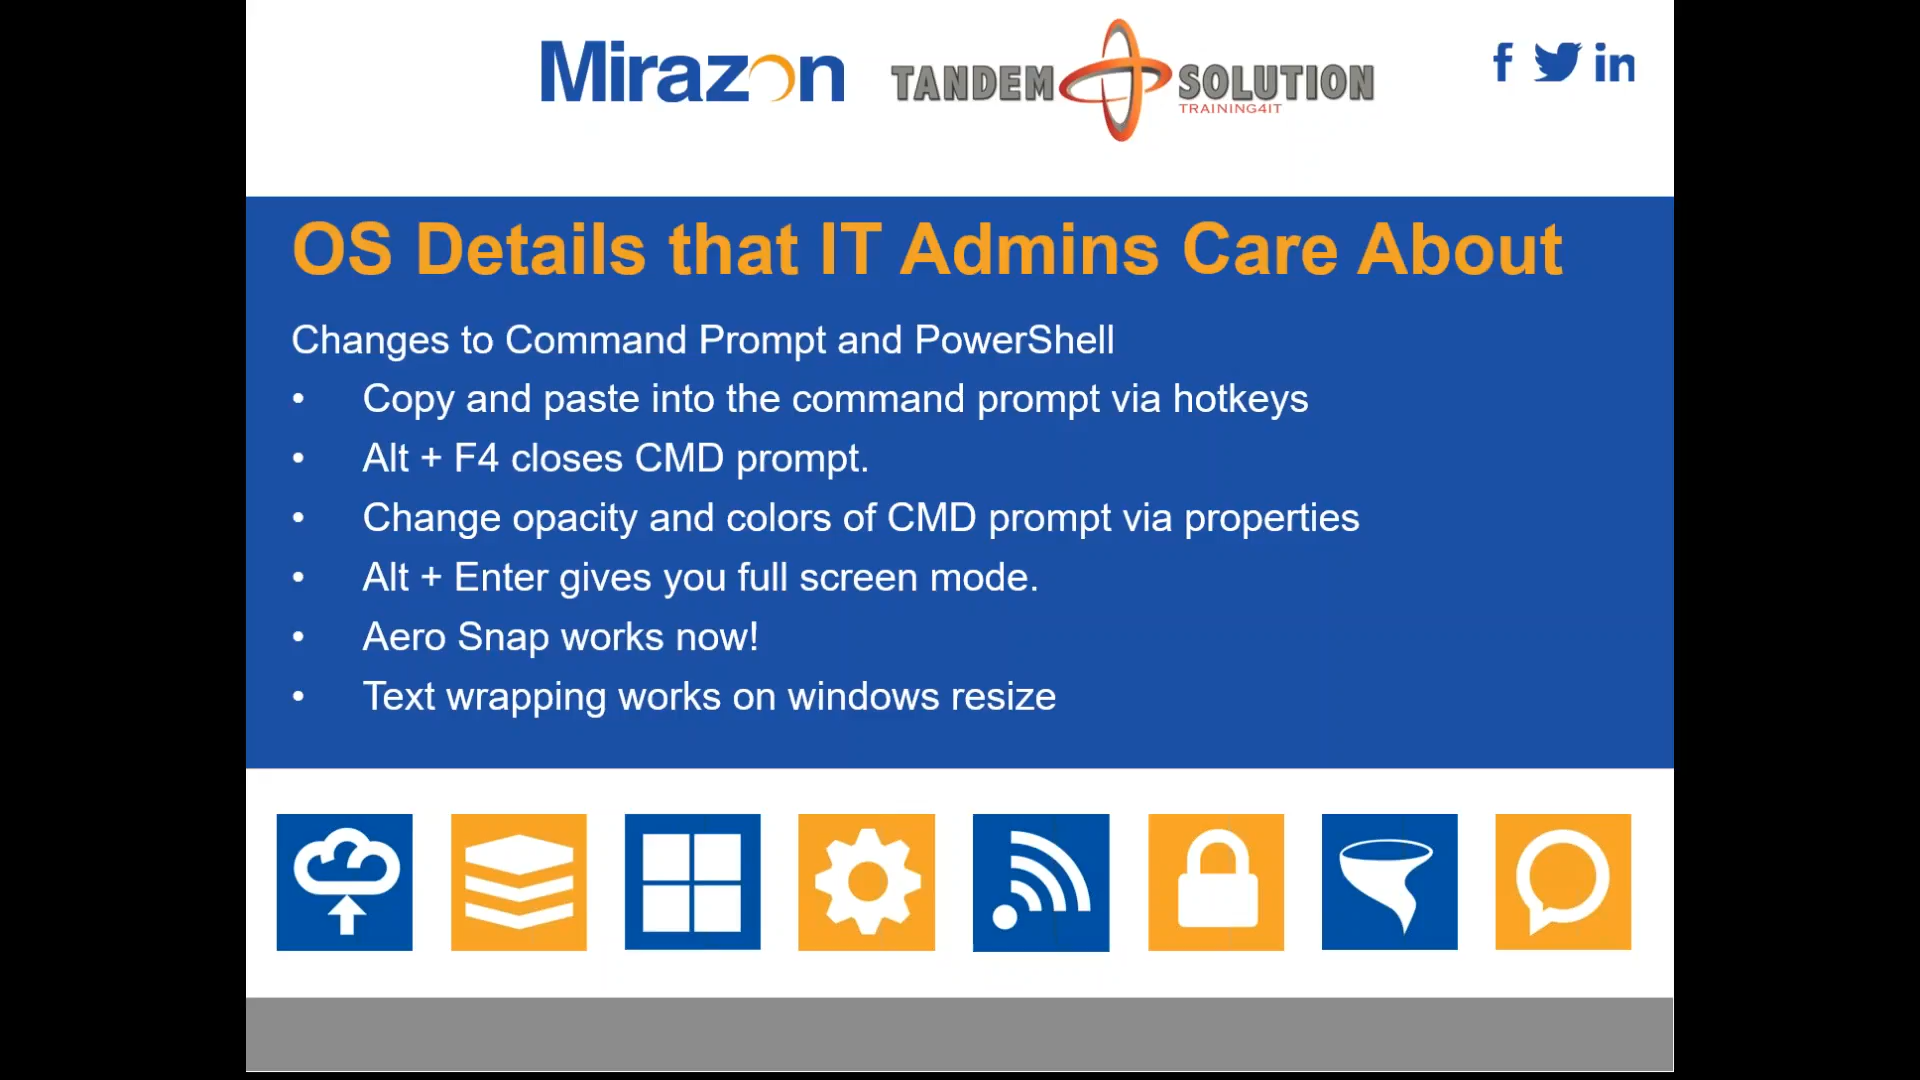 Mirazon
TANDEM SOLUTION
TRAINING4IT
f in
OS Details that IT Admins Care About
Changes to Command Prompt and PowerShell
• Copy and paste into the command prompt via hotkeys
• Alt + F4 closes CMD prompt.
• Change opacity and colors of CMD prompt via properties
• Alt + Enter gives you full screen mode.
• Aero Snap works now!
• Text wrapping works on windows resize